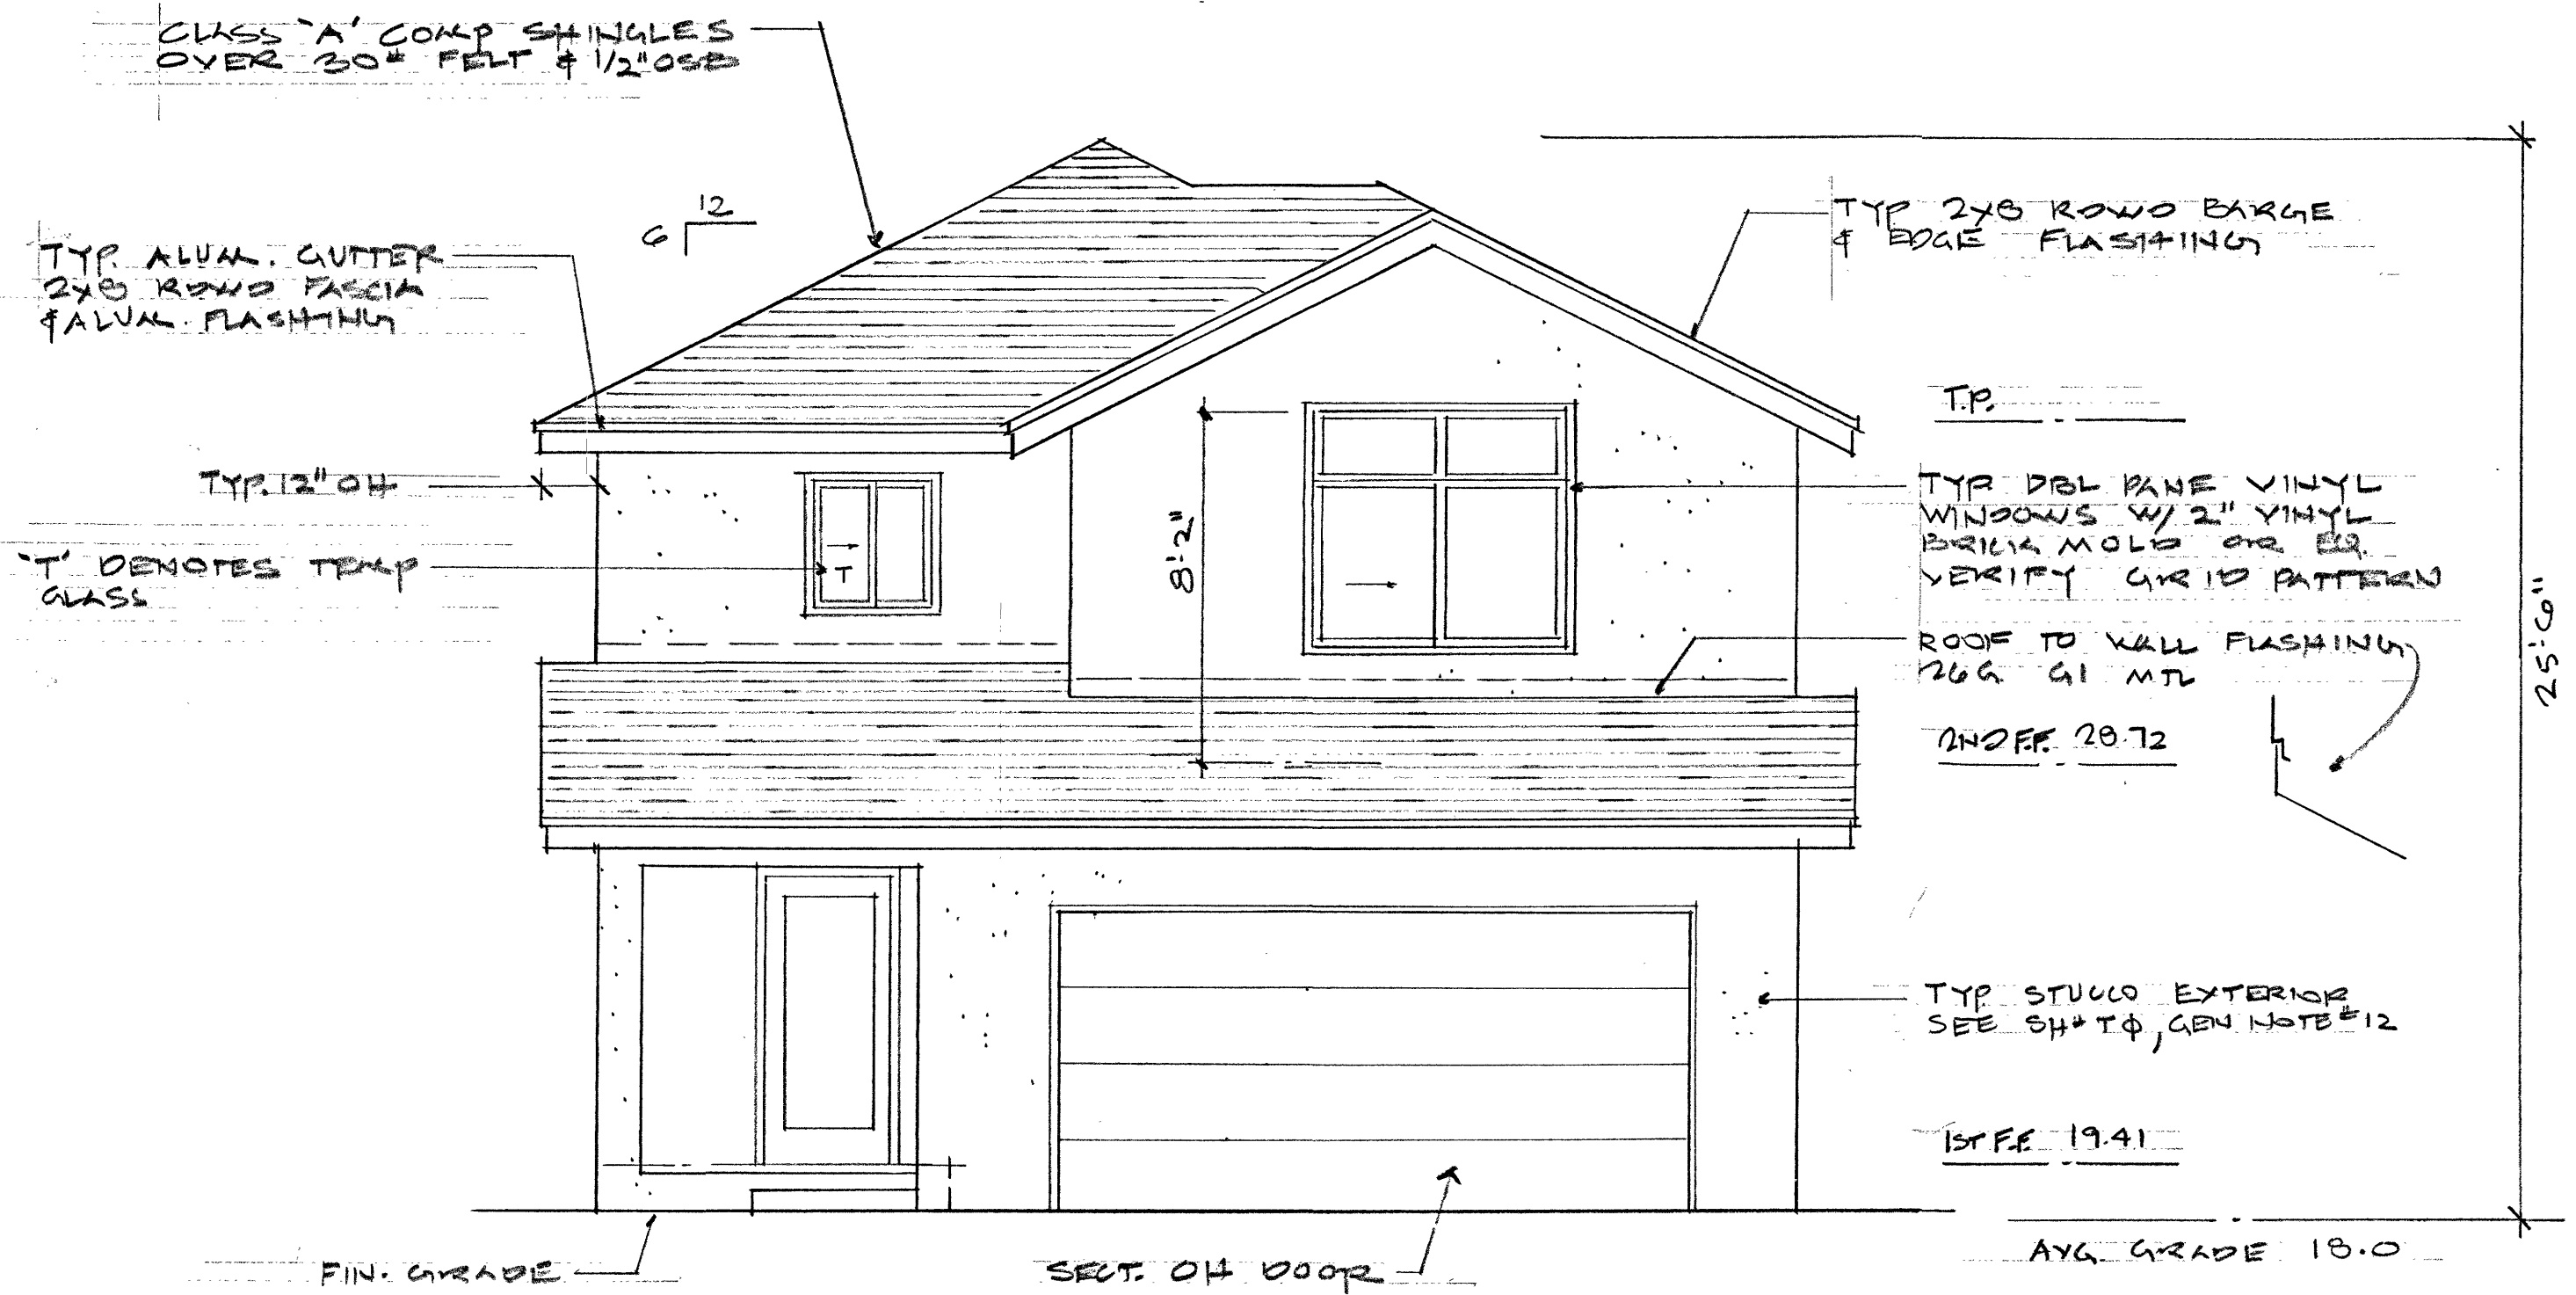 CLASS 'A' COMP SHINGLES
OVER 30# FELT & 1/2" OSB
12
6
TYP. ALUM. GUTTER
2x8 RDWD FASCIA
& ALUM. FLASHING
TYP. 12" OH
'T' DENOTES TEMP
GLASS
T
8'-2"
TYP 2x8 RDWD BARGE
& EDGE FLASHING
T.P.
TYP DBL PANE VINYL
WINDOWS W/ 2" VINYL
BRICK MOLD OR EQ.
VERIFY GRID PATTERN
ROOF TO WALL FLASHING
26G GI MTL
2ND F.F. 28.72
25'-6"
TYP STUCCO EXTERIOR
SEE SH# TØ, GEN NOTE #12
1ST F.F. 19.41
AVG. GRADE 18.0
FIN. GRADE
SECT. OH DOOR